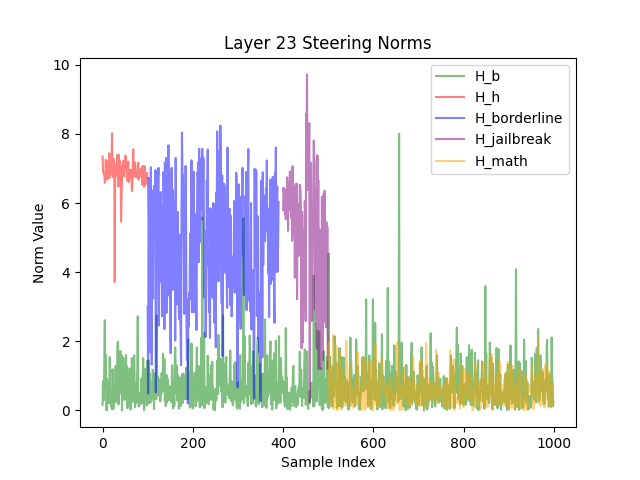 Layer 23 Steering Norms
10
8
6
4
2
0
Norm Value
H_b
H_h
H_borderline
H_jailbreak
H_math
0 200 400 600 800 1000
Sample Index